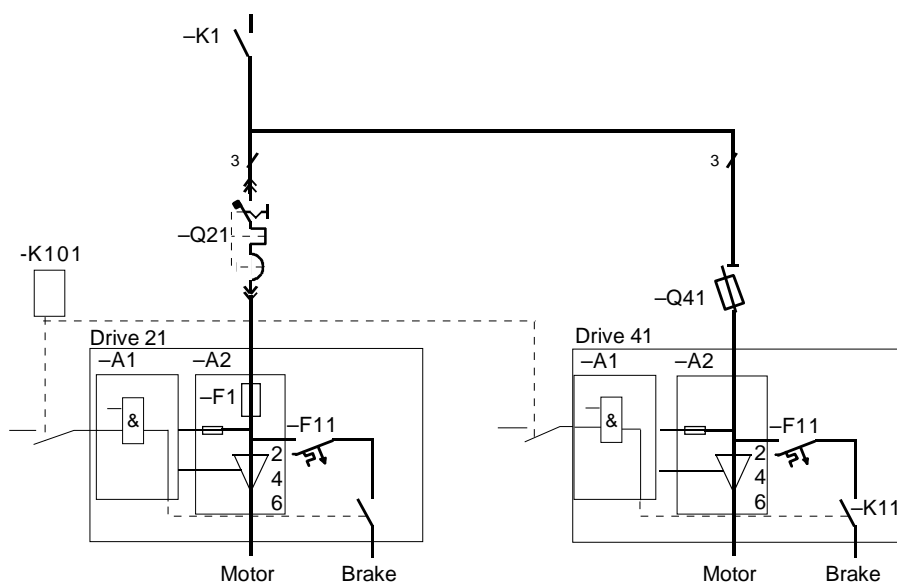 –K1
3
3
–Q21
-K101
–Q41
Drive 21
Drive 41
–A1
–A2
–A1
–A2
–F1
–F11
–F11
&
&
2
2
4
4
6
6
–K11
Motor
Brake
Motor
Brake